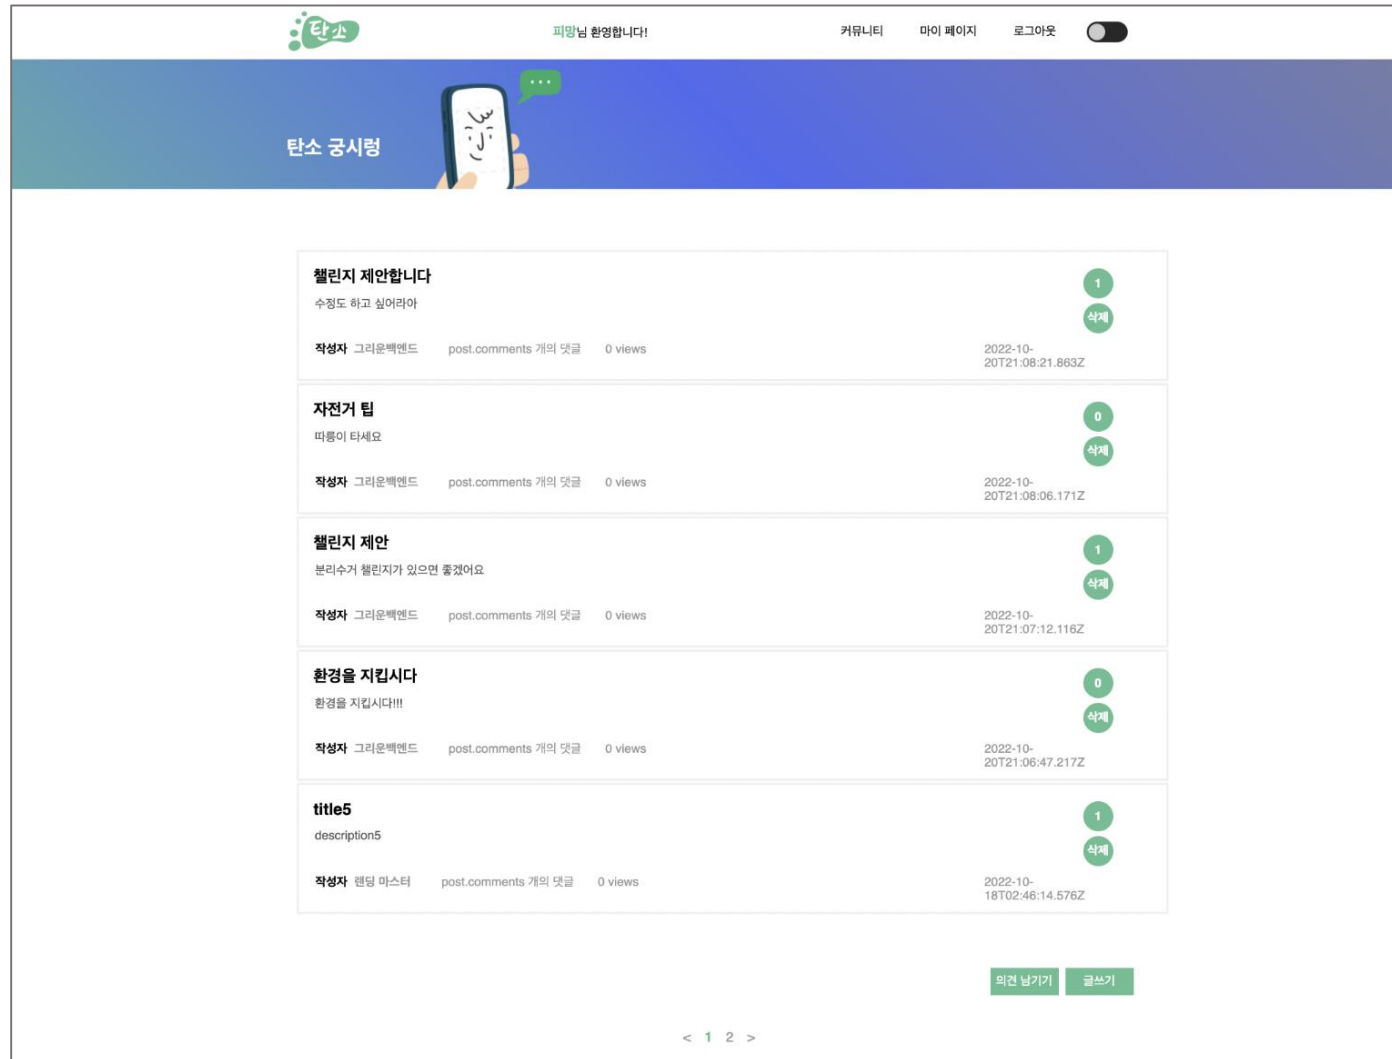 탄소
피망님 환영합니다!
커뮤니티
마이 페이지
로그아웃
탄소 궁시렁
챌린지 제안합니다
1
수정도 하고 싶어라아
삭제
작성자 그리운백엔드 post.comments 개의 댓글 0 views
2022-10-
20T21:08:21.863Z
자전거 팁
0
따릉이 타세요
삭제
작성자 그리운백엔드 post.comments 개의 댓글 0 views
2022-10-
20T21:08:06.171Z
챌린지 제안
1
분리수거 챌린지가 있으면 좋겠어요
삭제
작성자 그리운백엔드 post.comments 개의 댓글 0 views
2022-10-
20T21:07:12.116Z
환경을 지킵시다
0
환경을 지킵시다!!!
삭제
작성자 그리운백엔드 post.comments 개의 댓글 0 views
2022-10-
20T21:06:47.217Z
title5
1
description5
삭제
작성자 랜딩 마스터 post.comments 개의 댓글 0 views
2022-10-
18T02:46:14.576Z
의견 남기기
글쓰기
< 1 2 >